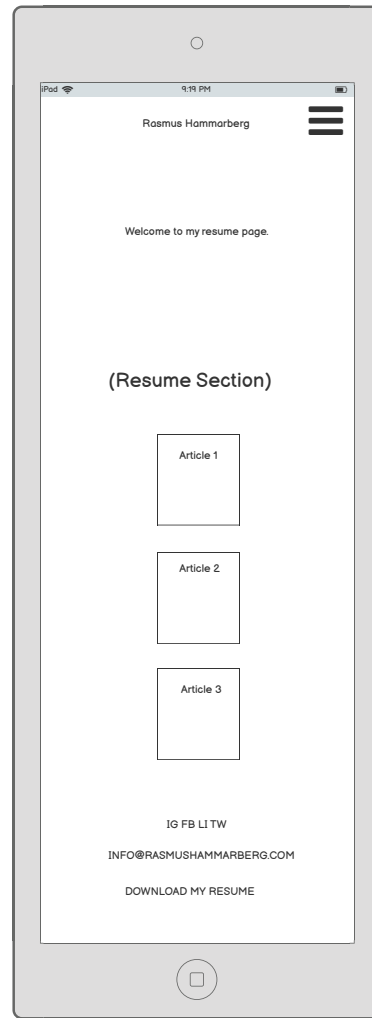 iPad 9:19 PM
Rasmus Hammarberg
Welcome to my resume page.
(Resume Section)
Article 1
Article 2
Article 3
IG FB LI TW
INFO@RASMUSHAMMARBERG.COM
DOWNLOAD MY RESUME